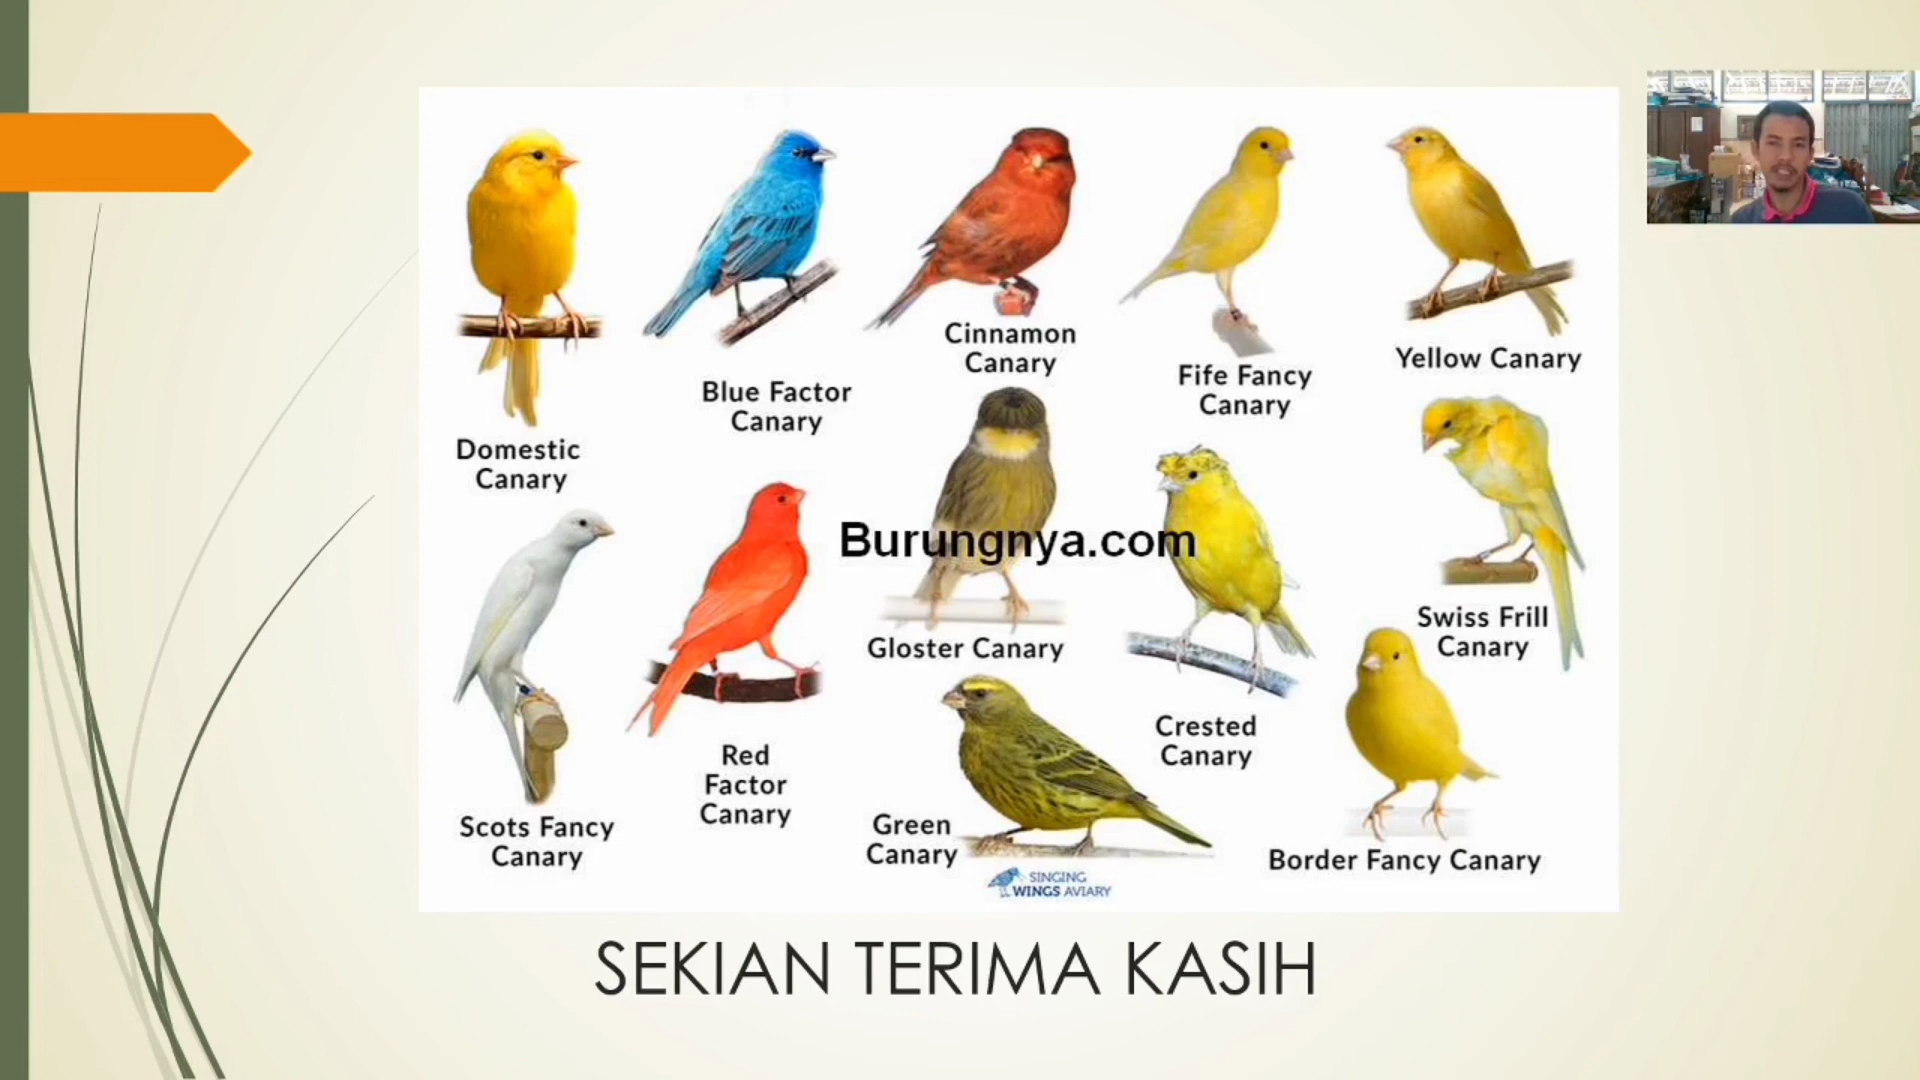 Cinnamon
Canary
Yellow Canary
Fife Fancy
Canary
Blue Factor
Canary
Domestic
Canary
Burungnya.com
Swiss Frill
Canary
Gloster Canary
Crested
Canary
Red
Factor
Canary
Scots Fancy
Canary
Green
Canary
Border Fancy Canary
SINGING
WINGS AVIARY
SEKIAN TERIMA KASIH